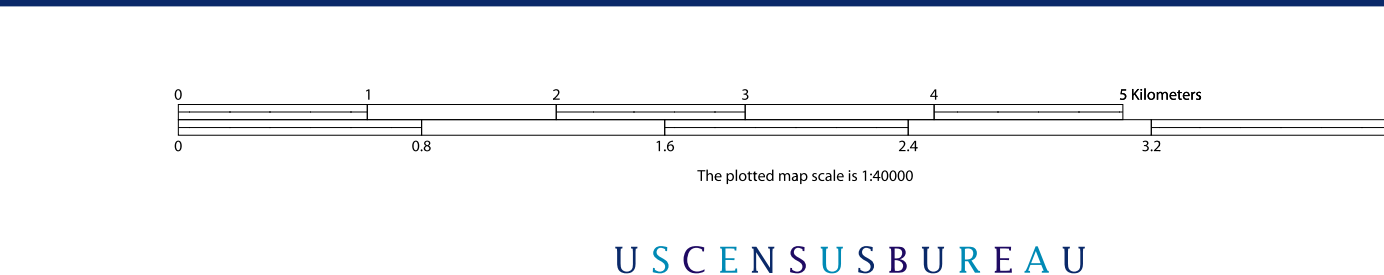 0 1 2 3 4 5 Kilometers
0 0.8 1.6 2.4 3.2
The plotted map scale is 1:40000
USCENSUSBUREAU